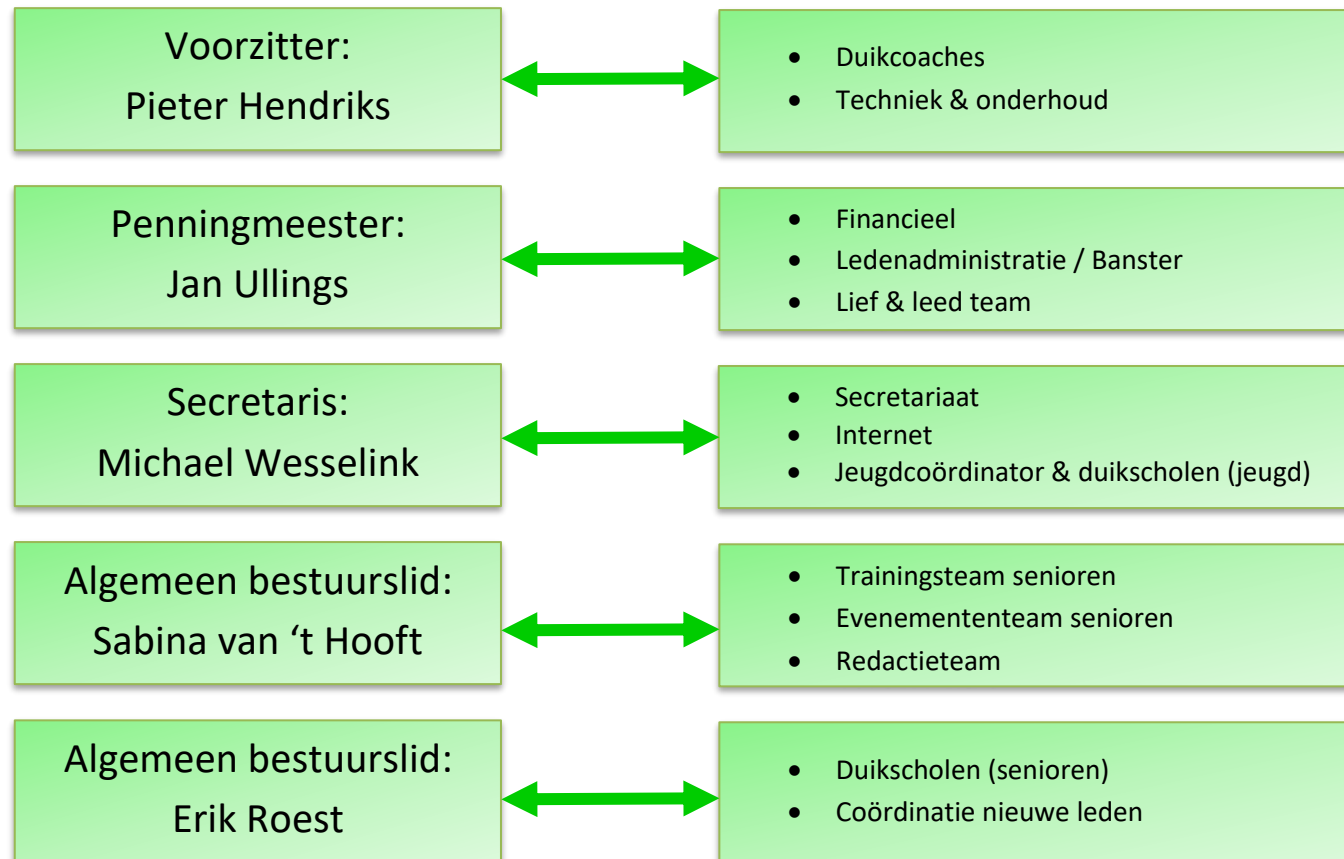 Voorzitter:
Pieter Hendriks
• Duikcoaches
• Techniek & onderhoud
Penningmeester:
Jan Ullings
• Financieel
• Ledenadministratie / Banster
• Lief & leed team
Secretaris:
Michael Wesselink
• Secretariaat
• Internet
• Jeugdcoördinator & duikscholen (jeugd)
Algemeen bestuurslid:
Sabina van ‘t Hooft
• Trainingsteam senioren
• Evenemententeam senioren
• Redactieteam
Algemeen bestuurslid:
Erik Roest
• Duikscholen (senioren)
• Coördinatie nieuwe leden